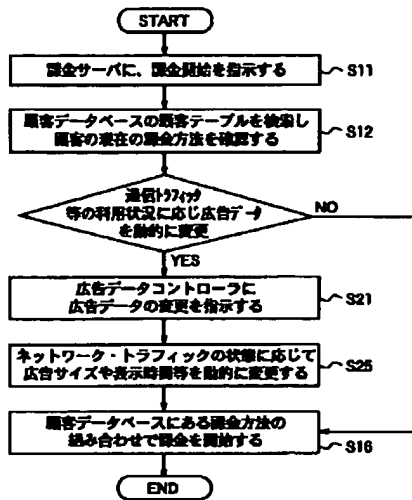 START
課金サーバに、課金開始を指示する
S11
顧客データベースの顧客テーブルを検索し
顧客の現在の課金方法を確認する
S12
通信トラフィック
等の利用状況に応じ広告データ
を動的に変更
NO
YES
広告データコントローラに
広告データの変更を指示する
S21
ネットワーク・トラフィックの状態に応じて
広告サイズや表示時間等を動的に変更する
S25
顧客データベースにある課金方法の
組み合わせで課金を開始する
S16
END